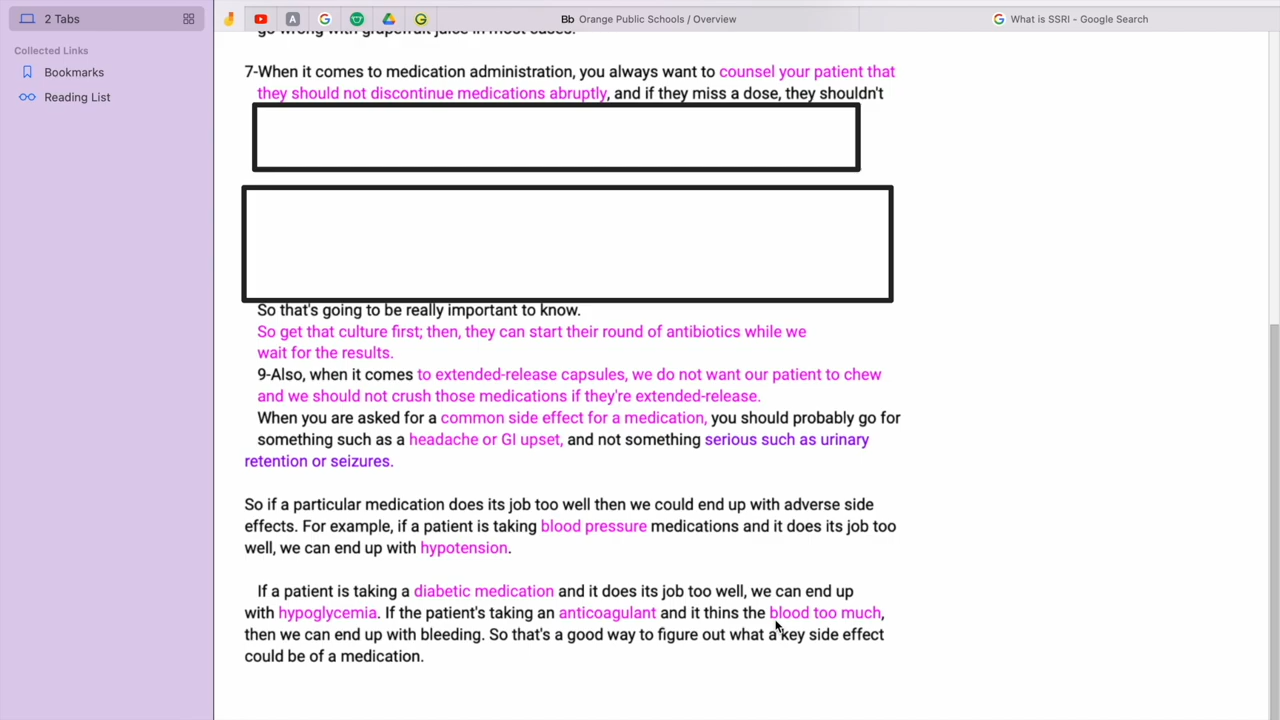 2 Tabs
Bb Orange Public Schools / Overview
What is SSRI - Google Search
Collected Links
Bookmarks
Reading List
go wrong with grapefruit juice in most cases.
7-When it comes to medication administration, you always want to counsel your patient that
they should not discontinue medications abruptly, and if they miss a dose, they shouldn't
So that's going to be really important to know.
So get that culture first; then, they can start their round of antibiotics while we
wait for the results.
9-Also, when it comes to extended-release capsules, we do not want our patient to chew
and we should not crush those medications if they're extended-release.
When you are asked for a common side effect for a medication, you should probably go for
something such as a headache or GI upset, and not something serious such as urinary
retention or seizures.
So if a particular medication does its job too well then we could end up with adverse side
effects. For example, if a patient is taking blood pressure medications and it does its job too
well, we can end up with hypotension.
If a patient is taking a diabetic medication and it does its job too well, we can end up
with hypoglycemia. If the patient's taking an anticoagulant and it thins the blood too much,
then we can end up with bleeding. So that's a good way to figure out what a key side effect
could be of a medication.